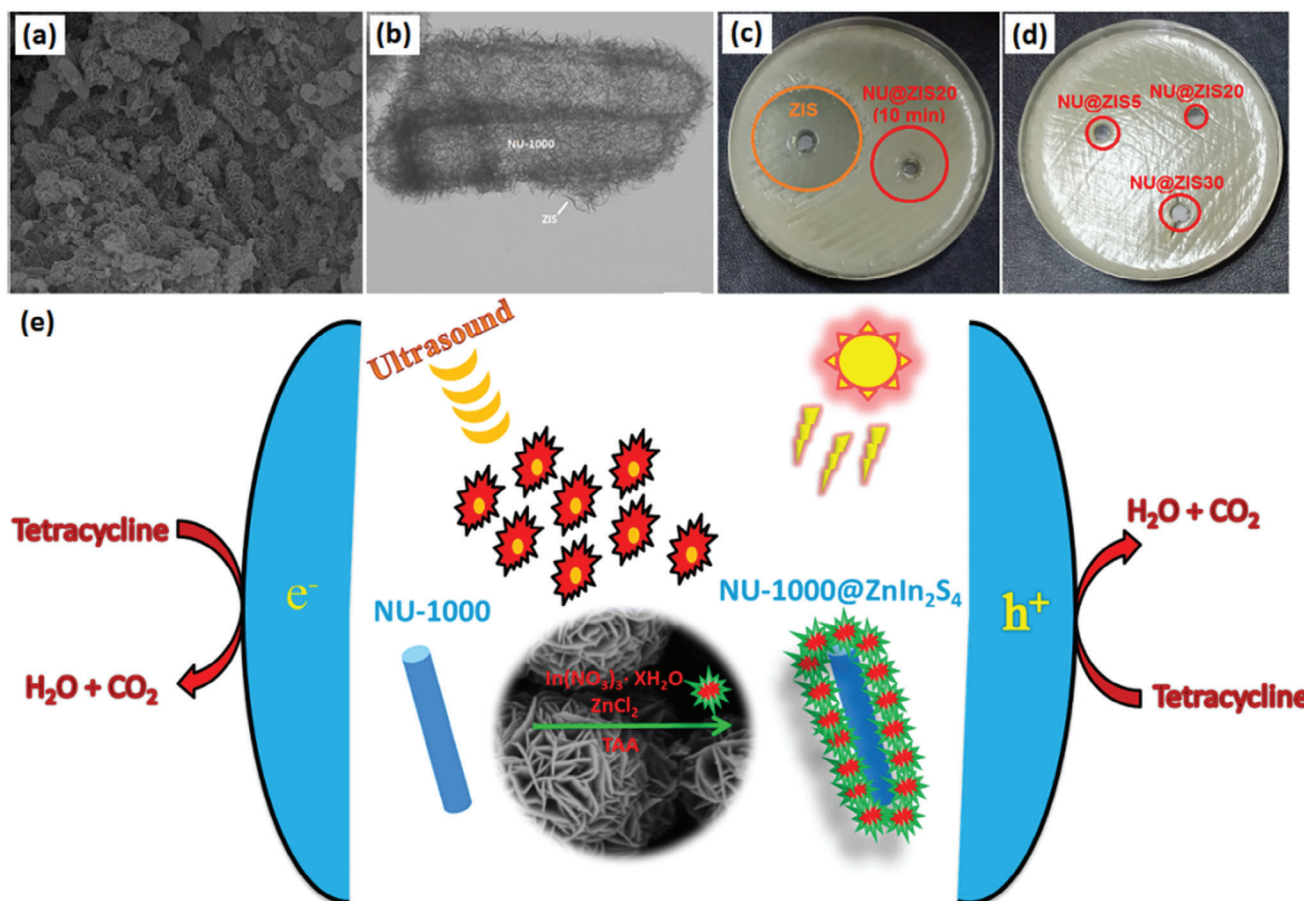 (a)
(b)
NU-1000
ZIS
(c)
ZIS
NU@ZIS20
(10 min)
(d)
NU@ZIS5
NU@ZIS20
NU@ZIS30
(e)
Ultrasound
Tetracycline
e⁻
H₂O + CO₂
NU-1000
In(NO₃)₃· XH₂O
ZnCl₂
TAA
NU-1000@ZnIn₂S₄
h⁺
H₂O + CO₂
Tetracycline